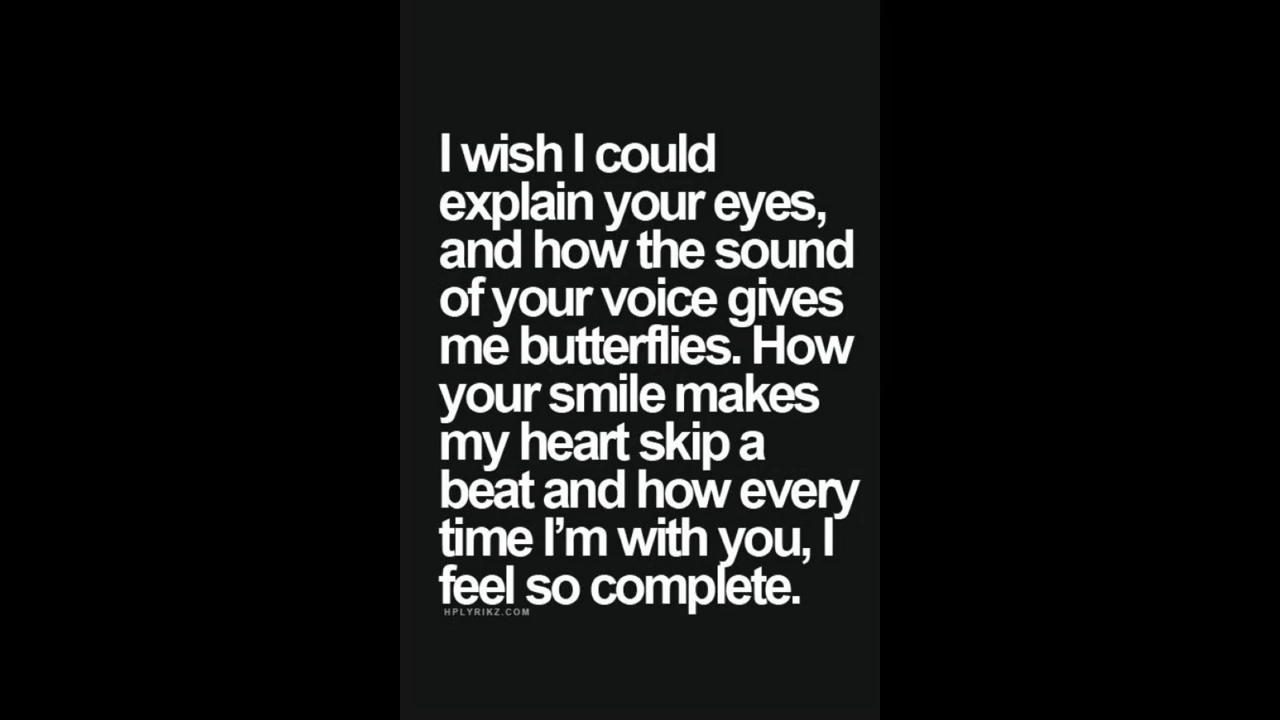 I wish I could
explain your eyes,
and how the sound
of your voice gives
me butterflies. How
your smile makes
my heart skip a
beat and how every
time I’m with you, I
feel so complete.
HPLYRIKZ.COM